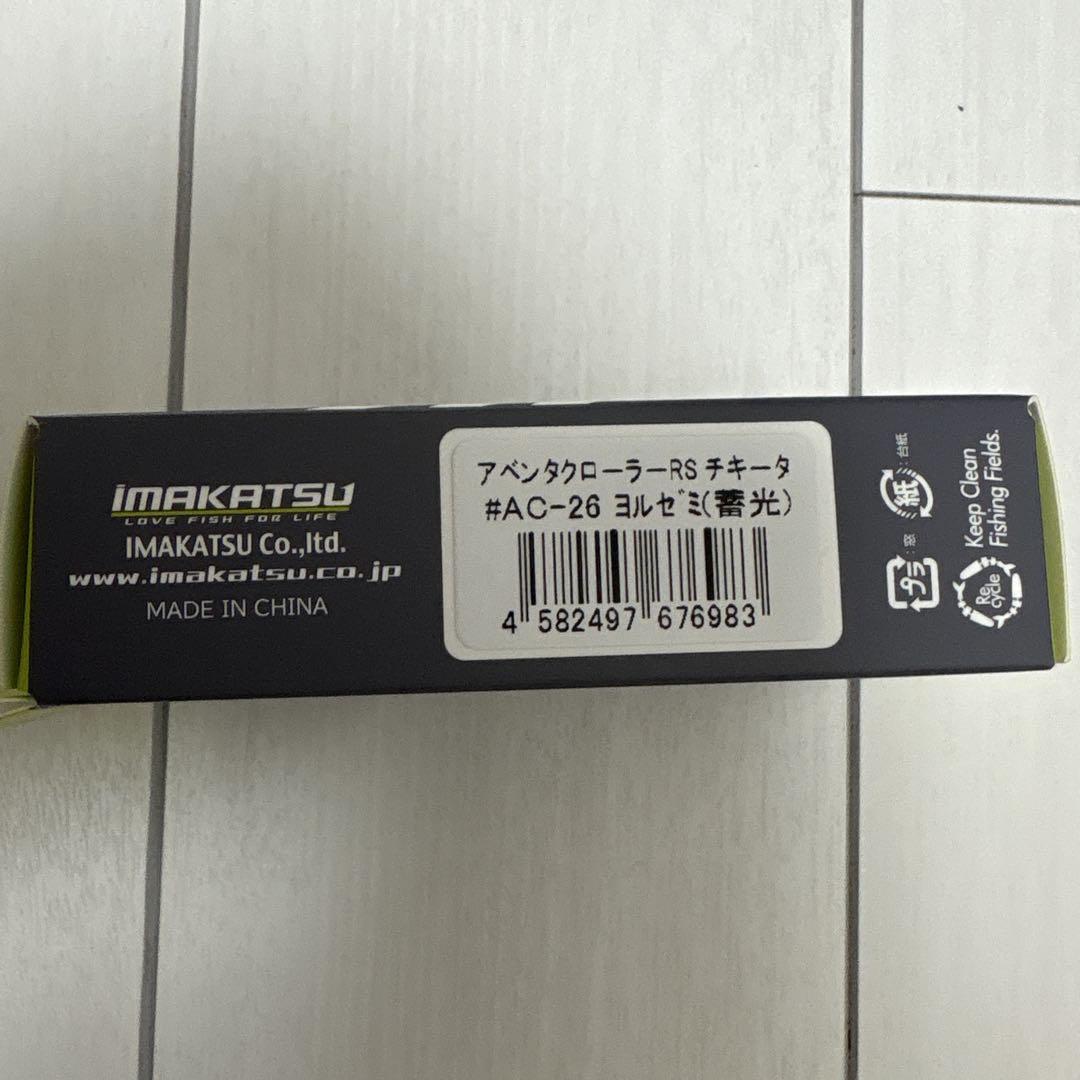 IMAKATSU
LOVE FISH FOR LIFE
IMAKATSU Co.,ltd.
www.imakatsu.co.jp
MADE IN CHINA
アベンタクローラーRS チキータ
#AC-26 ヨルゼミ(蓄光)
4 582497 676983
紙 : 台紙
プラ : 窓
Keep Clean
Fishing Fields.
Re
cycle